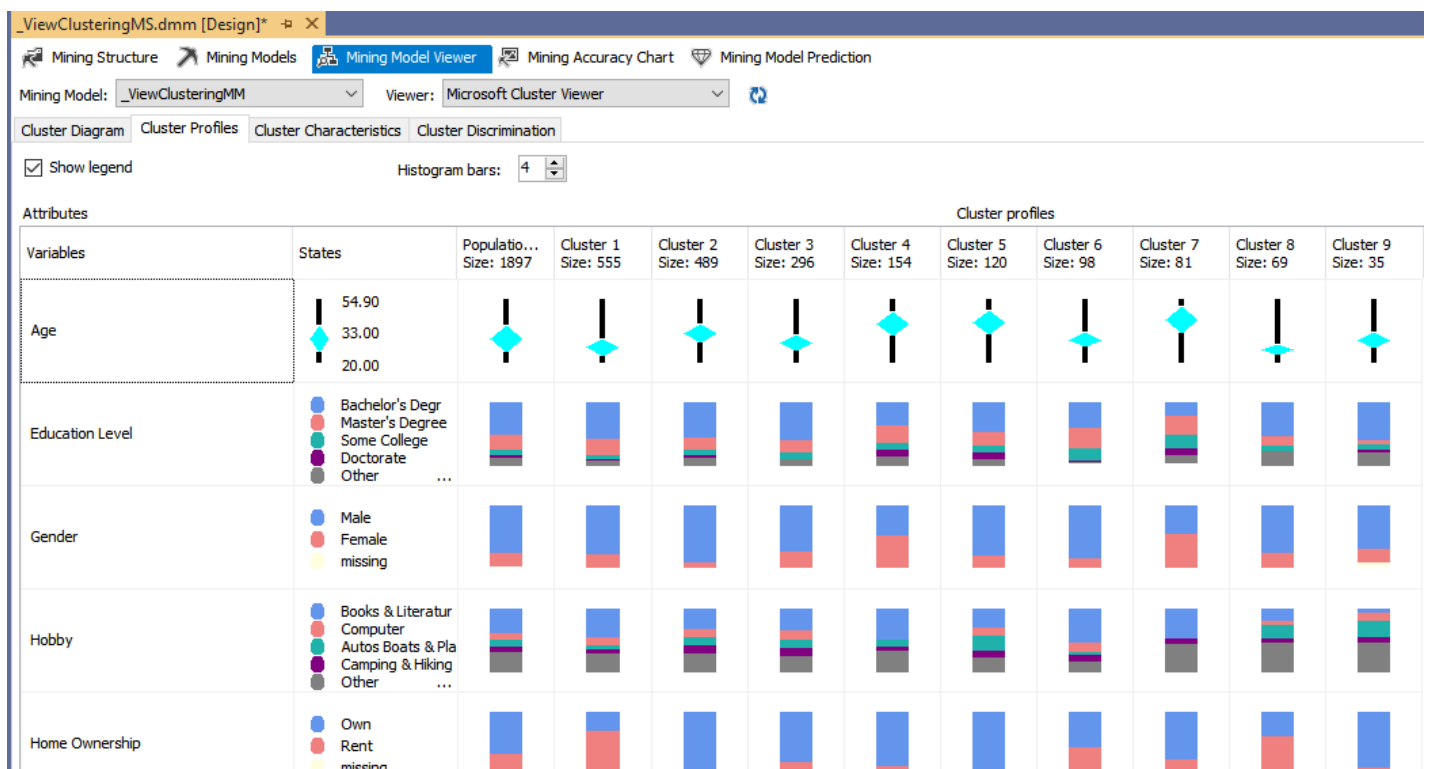 _ViewClusteringMS.dmm [Design]*
Mining Structure Mining Models Mining Model Viewer Mining Accuracy Chart Mining Model Prediction
Mining Model: _ViewClusteringMM Viewer: Microsoft Cluster Viewer
Cluster Diagram Cluster Profiles Cluster Characteristics Cluster Discrimination
Show legend Histogram bars: 4
Attributes Cluster profiles
Variables States Populatio... Cluster 1 Cluster 2 Cluster 3 Cluster 4 Cluster 5 Cluster 6 Cluster 7 Cluster 8 Cluster 9
Size: 1897 Size: 555 Size: 489 Size: 296 Size: 154 Size: 120 Size: 98 Size: 81 Size: 69 Size: 35
54.90
Age 33.00
20.00
Bachelor's Degr
Master's Degree
Education Level Some College
Doctorate
Other ...
Male
Gender Female
missing
Books & Literatur
Computer
Hobby Autos Boats & Pla
Camping & Hiking
Other ...
Own
Home Ownership Rent
missing